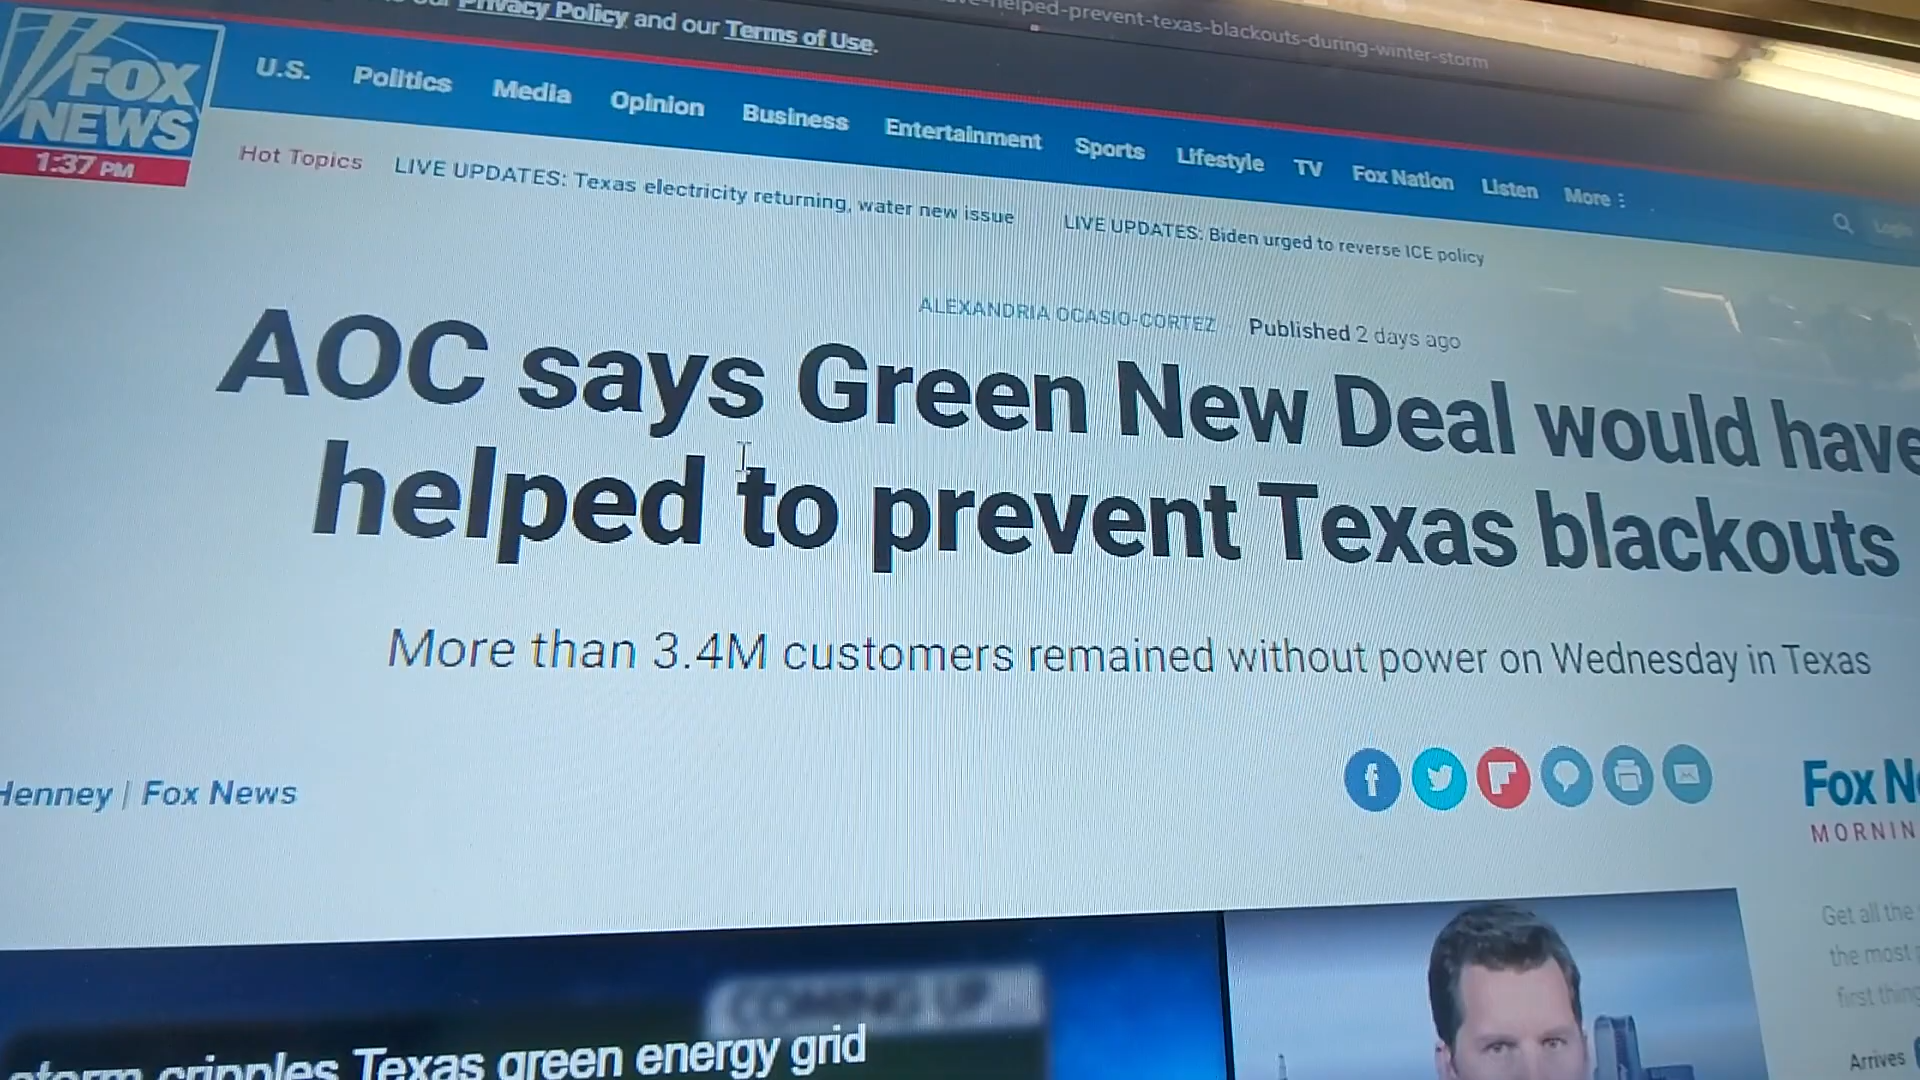 Privacy Policy and our Terms of Use.
helped-prevent-texas-blackouts-during-winter-storm
FOX
NEWS
1:37 PM
U.S. Politics Media Opinion Business Entertainment Sports Lifestyle TV Fox Nation Listen More
Login
Hot Topics LIVE UPDATES: Texas electricity returning, water new issue LIVE UPDATES: Biden urged to reverse ICE policy
ALEXANDRIA OCASIO-CORTEZ Published 2 days ago
AOC says Green New Deal would have
helped to prevent Texas blackouts
More than 3.4M customers remained without power on Wednesday in Texas
Henney | Fox News
Fox N
MORNIN
Get all the
the most
first thing
Arrives
COMING UP
storm cripples Texas green energy grid